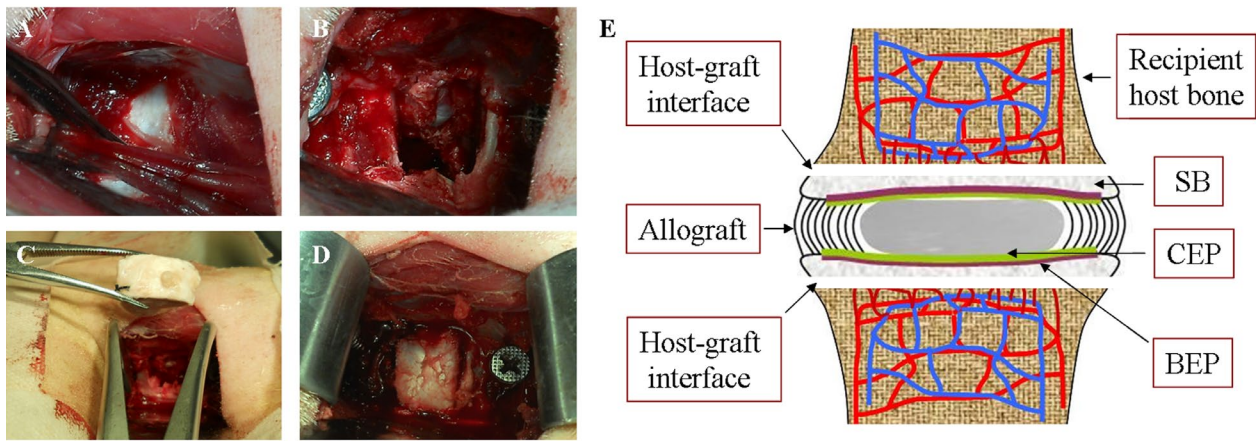 A
B
C
D
E
Host-graft
interface
Recipient
host bone
SB
Allograft
CEP
Host-graft
interface
BEP